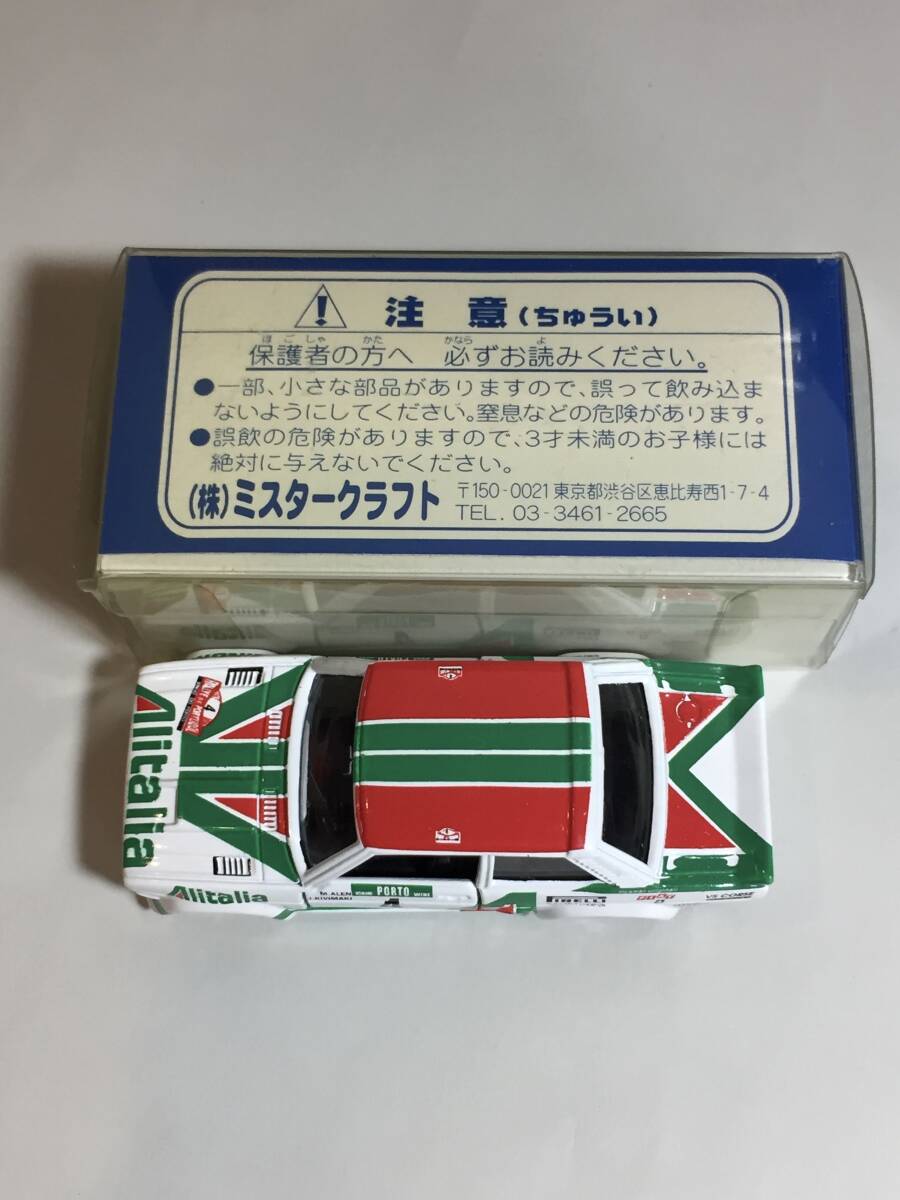 注意(ちゅうい)
ほごしゃ かた かなら よ
保護者の方へ 必ずお読みください。
●一部、小さな部品がありますので、誤って飲み込ま
ないようにしてください。窒息などの危険があります。
●誤飲の危険がありますので、3才未満のお子様には
絶対に与えないでください。
(株)ミスタークラフト
〒150-0021 東京都渋谷区恵比寿西1-7-4
TEL. 03-3461-2665
Alitalia
4
Alitalia
M.ALEN
I.KIVIMAKI
PORTO
4
PIRELLI
FIAT
VS CORSE